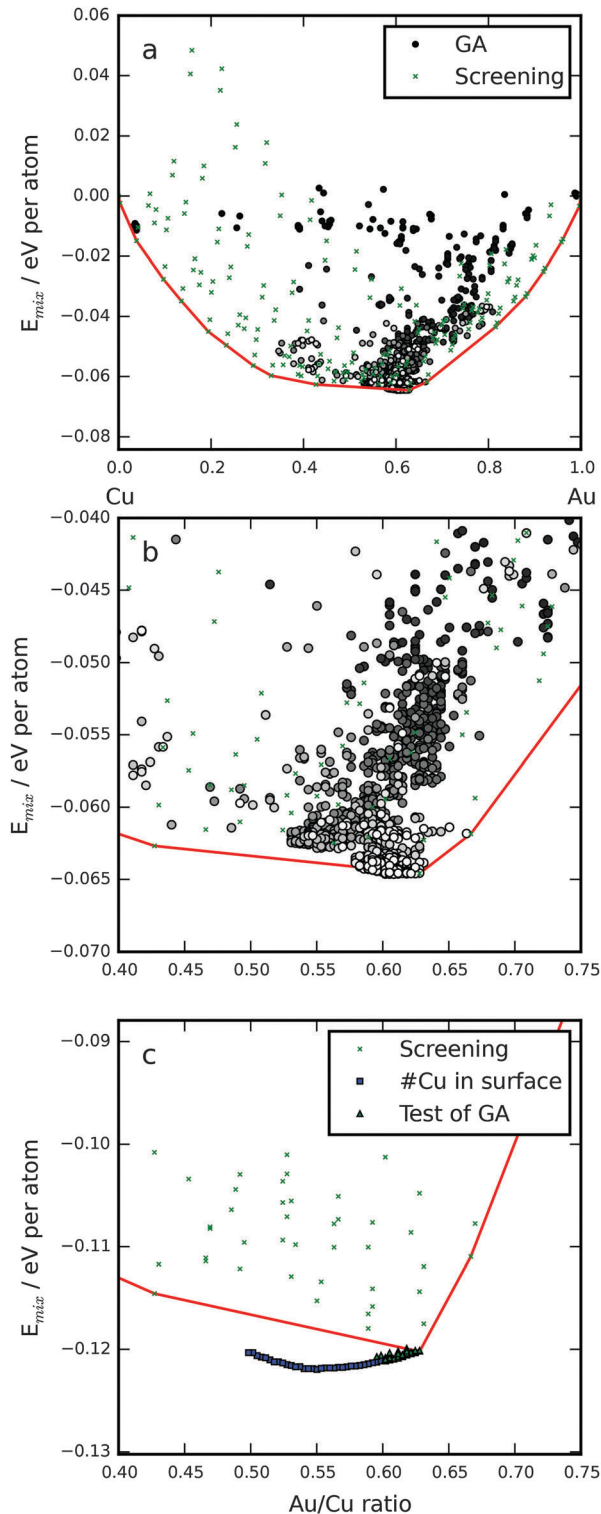 0.06
a
GA
Screening
0.04
0.02
0.00
−0.02
−0.04
−0.06
−0.08
E_mix / eV per atom
0.0 0.2 0.4 0.6 0.8 1.0
Cu Au
−0.040
b
−0.045
−0.050
−0.055
−0.060
−0.065
−0.070
E_mix / eV per atom
0.40 0.45 0.50 0.55 0.60 0.65 0.70 0.75
c
Screening
#Cu in surface
Test of GA
−0.09
−0.10
−0.11
−0.12
−0.13
E_mix / eV per atom
0.40 0.45 0.50 0.55 0.60 0.65 0.70 0.75
Au/Cu ratio